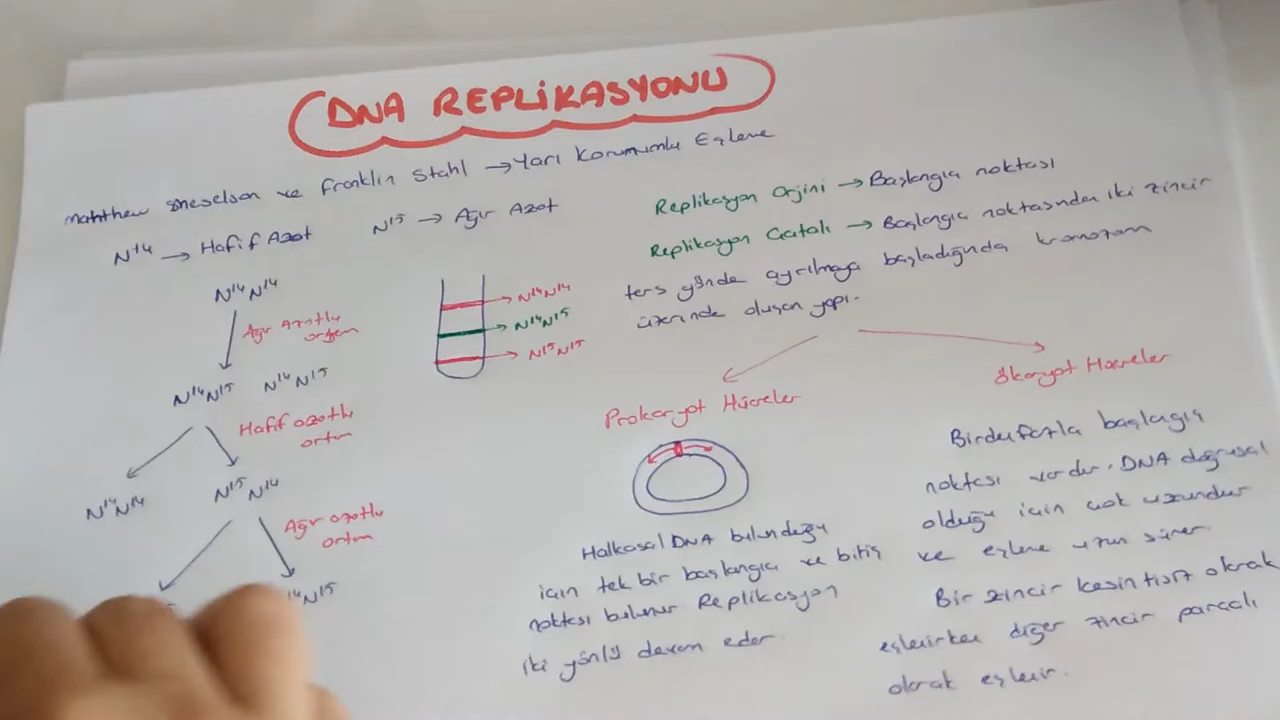 DNA REPLİKASYONU
Mahthew Meselson ve Franklin Stahl → Yarı Korunumlu Eşleme
N¹⁴ → Hafif Azot
N¹⁵ → Ağır Azot
N¹⁴N¹⁴
Ağır azotlu
ortam
N¹⁴N¹⁵ N¹⁴N¹⁵
Hafif azotlu
ortam
N¹⁴N¹⁴
N¹⁵N¹⁴
Ağır azotlu
ortam
N¹⁵
→ N¹⁴N¹⁴
→ N¹⁴N¹⁵
→ N¹⁵N¹⁵
Replikasyon Orjini → Başlangıç noktası
Replikasyon Çatalı → Başlangıç noktasından iki zincir
ters yönde ayrılmaya başladığında kromozom
üzerinde oluşan yapı.
Prokaryot Hücreler
Halkasal DNA bulunduğu
için tek bir başlangıç ve bitiş
noktası bulunur Replikasyon
iki yönlü devam eder.
Ökaryot Hücreler
Birden fazla başlangıç
noktası vardır. DNA doğrusal
olduğu için çok uzundur
ve eşleme uzun sürer
Bir zincir kesintisiz olarak
eşlenirken diğer zincir parçalı
olarak eşlenir.